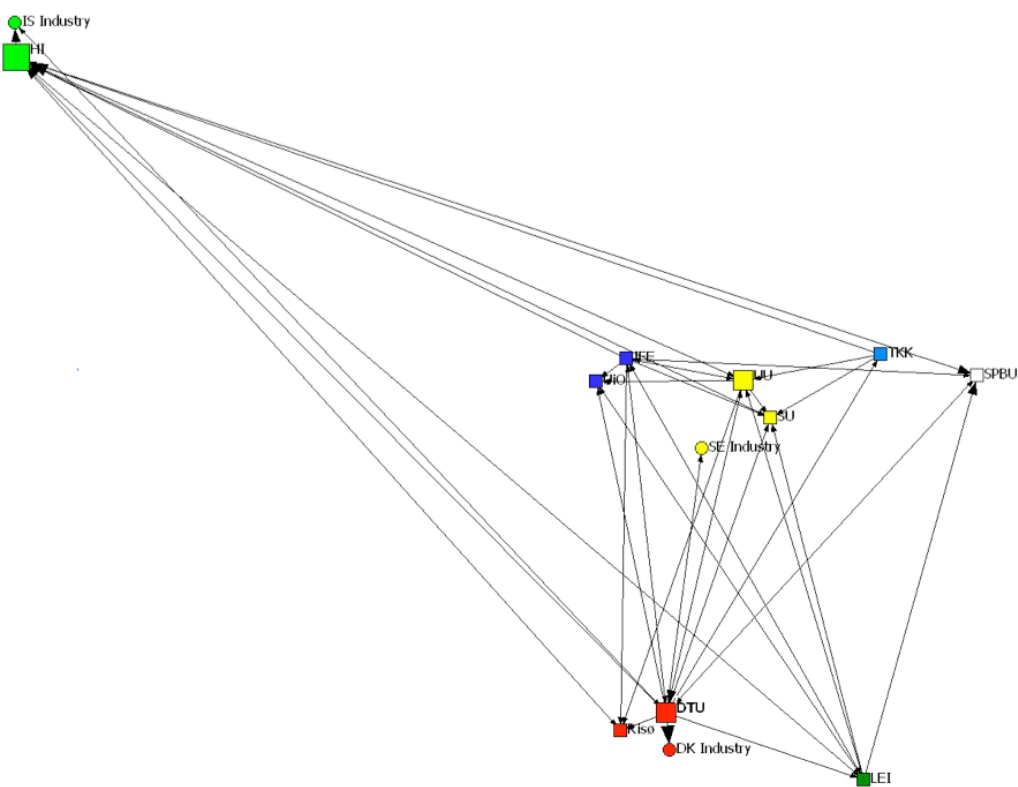 IS Industry
HI
IFE
TKK
UiO
UU
SPBU
SU
SE Industry
DTU
Risø
DK Industry
LEI